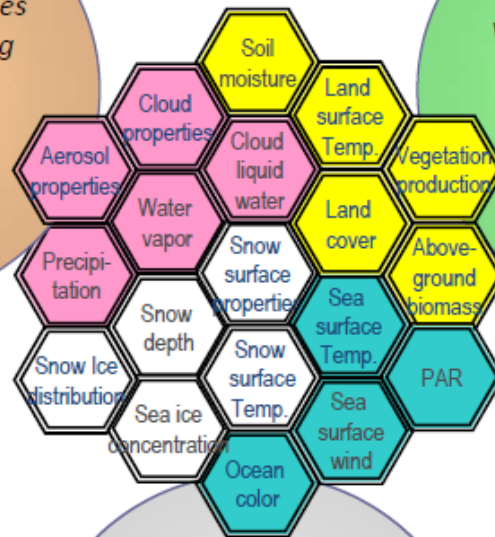 es
g
Soil
moisture
Cloud
properties
Land
surface
Temp.
Aerosol
properties
Cloud
liquid
water
Vegetation
production
Water
vapor
Land
cover
Precipi-
tation
Snow
surface
properties
Above-
ground
biomass
Snow
depth
Sea
surface
Temp.
Snow Ice
distribution
Snow
surface
Temp.
PAR
Sea ice
concentration
Sea
surface
wind
Ocean
color